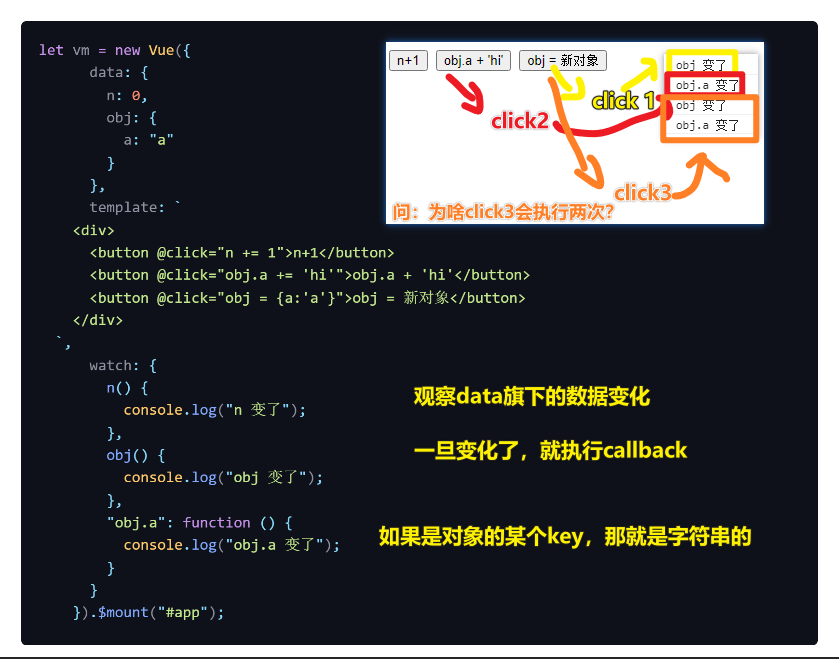 let vm = new Vue({
data: {
n: 0,
obj: {
a: "a"
}
},
template: `
<div>
<button @click="n += 1">n+1</button>
<button @click="obj.a += 'hi'">obj.a + 'hi'</button>
<button @click="obj = {a:'a'}">obj = 新对象</button>
</div>
`,
watch: {
n() {
console.log("n 变了");
},
obj() {
console.log("obj 变了");
},
"obj.a": function () {
console.log("obj.a 变了");
}
}
}).$mount("#app");
n+1 obj.a + 'hi' obj = 新对象
obj 变了
obj.a 变了
obj 变了
obj.a 变了
click 1
click2
click3
问：为啥click3会执行两次？
观察data旗下的数据变化
一旦变化了，就执行callback
如果是对象的某个key，那就是字符串的